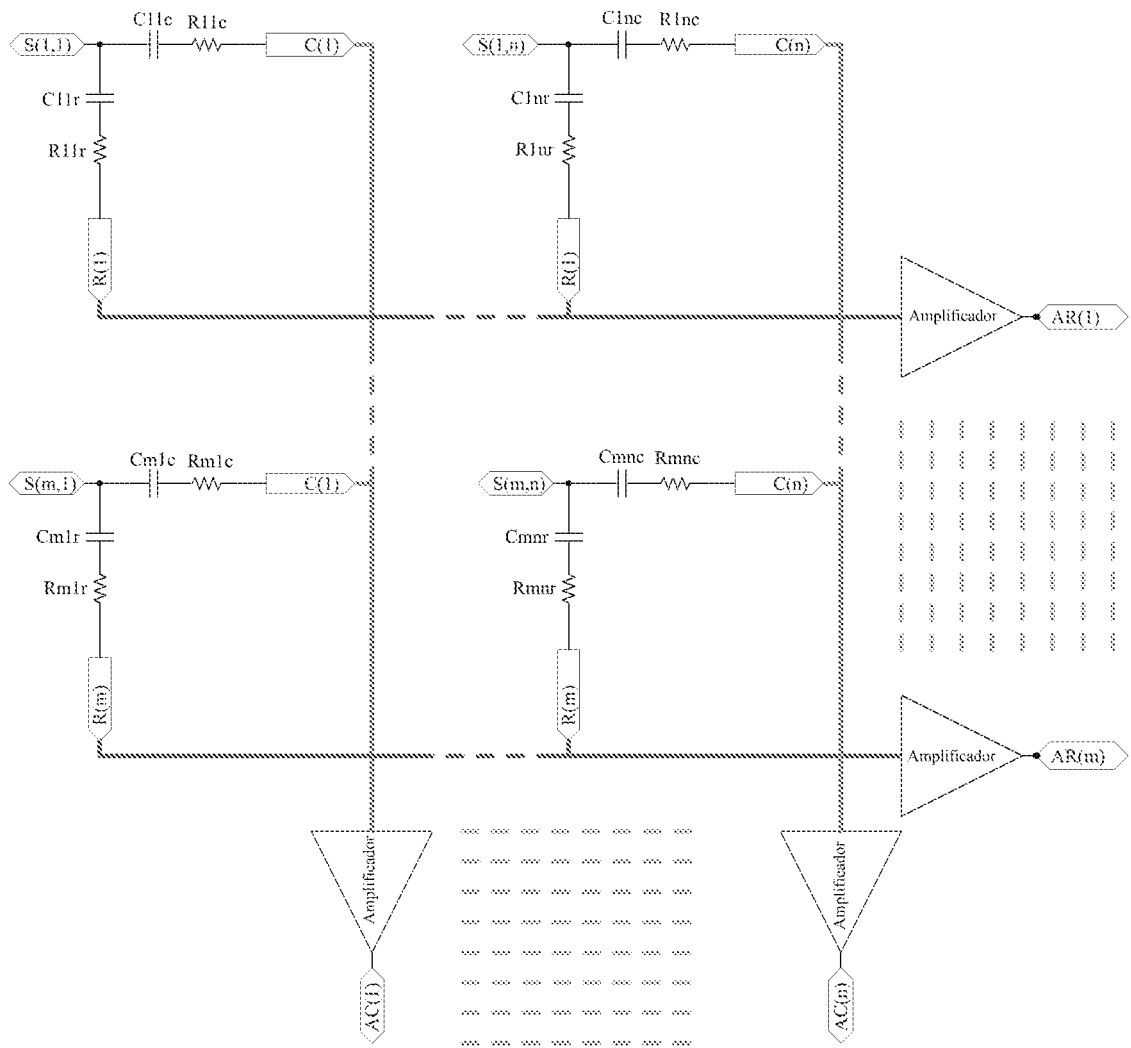 C11c R11c C1nc R1nc
S(1,1) C(1) S(1,n) C(n)
C11r C1nr
R11r R1nr
R(1) R(1)
Amplificador AR(1)
Cm1c Rm1c Cmnc Rmnc
S(m,1) C(1) S(m,n) C(n)
Cm1r Cmnr
Rm1r Rmnr
R(m) R(m)
Amplificador AR(m)
Amplificador Amplificador
AC(1) AC(n)